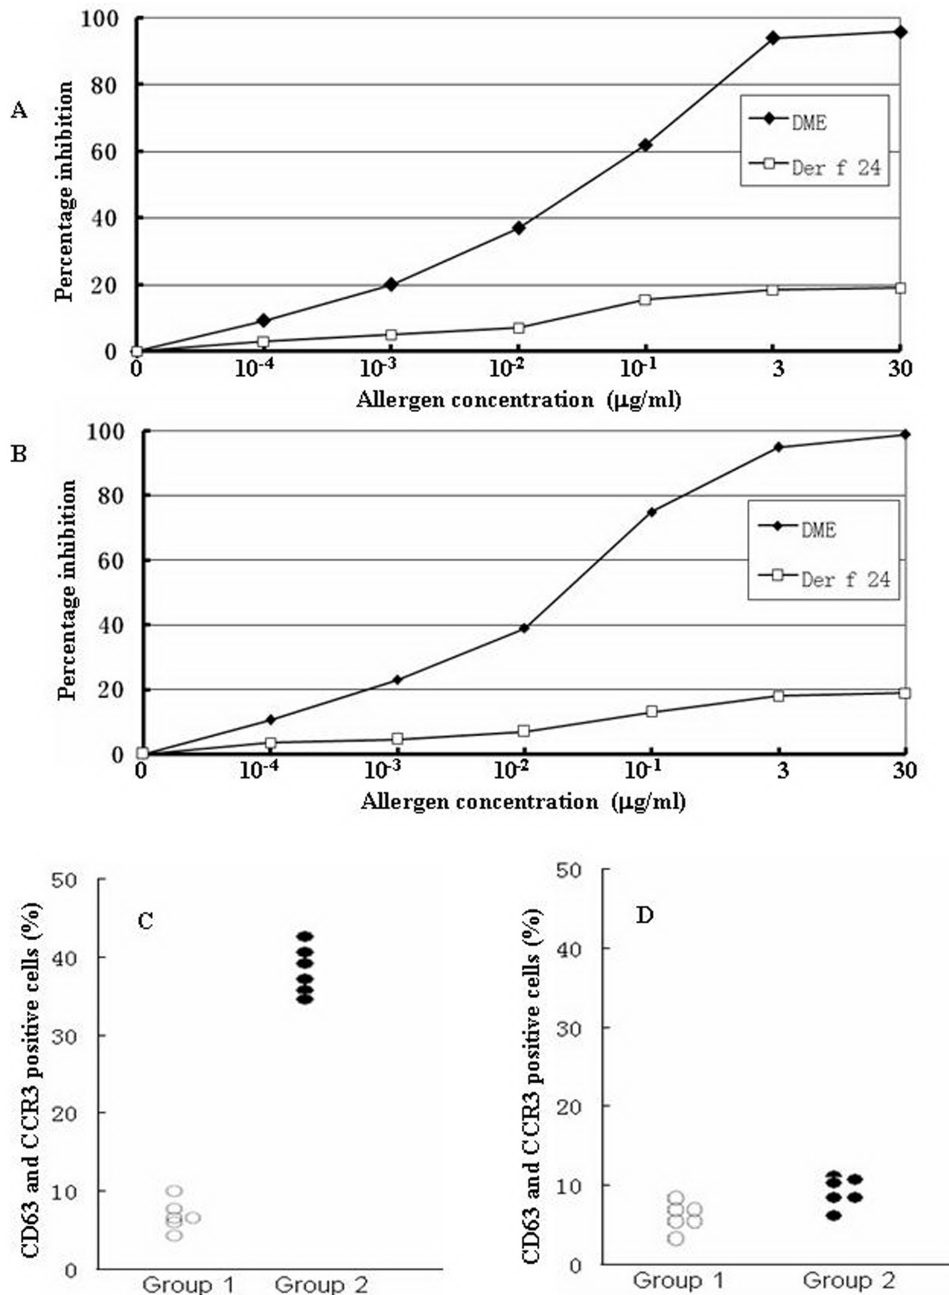 A
Percentage inhibition
100
80
60
40
20
0
DME
Der f 24
0 10-4 10-3 10-2 10-1 3 30
Allergen concentration (μg/ml)
B
Percentage inhibition
100
80
60
40
20
0
DME
Der f 24
0 10-4 10-3 10-2 10-1 3 30
Allergen concentration (μg/ml)
C
CD63 and CCR3 positive cells (%)
50
40
30
20
10
0
Group 1 Group 2
D
CD63 and CCR3 positive cells (%)
50
40
30
20
10
0
Group 1 Group 2